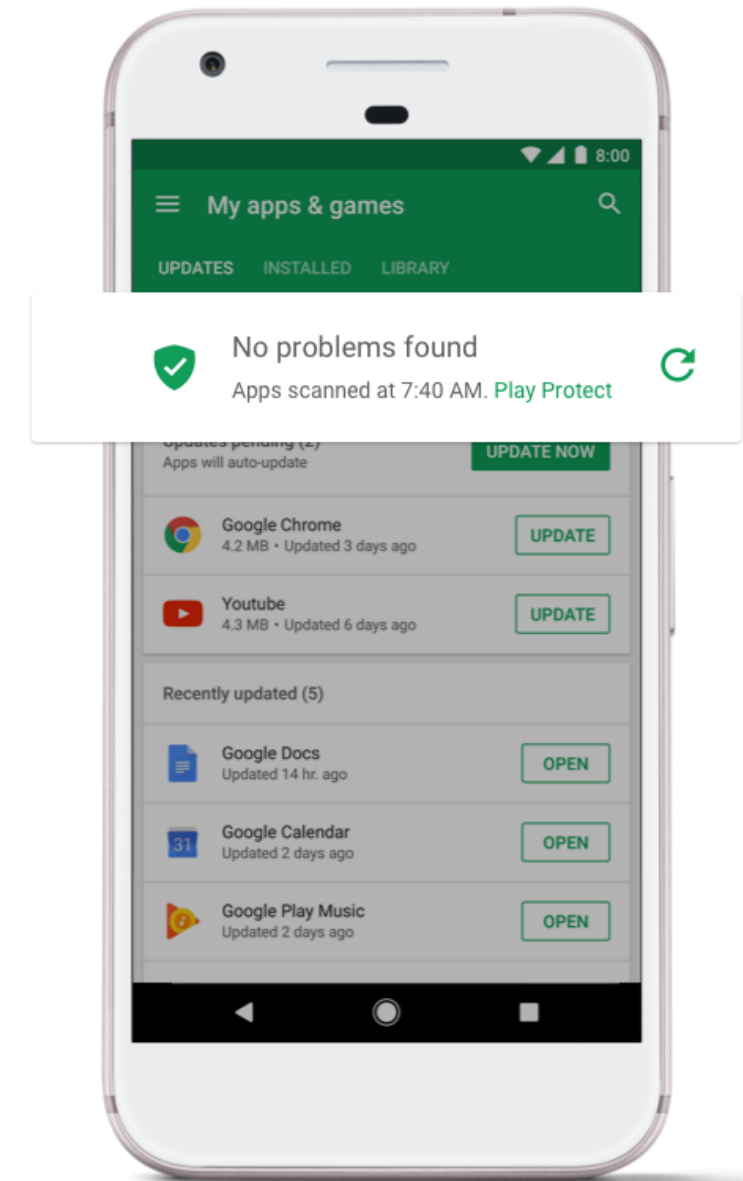 8:00
My apps & games
UPDATES INSTALLED LIBRARY
No problems found
Apps scanned at 7:40 AM. Play Protect
Updates pending (2)
Apps will auto-update
UPDATE NOW
Google Chrome
4.2 MB • Updated 3 days ago
UPDATE
Youtube
4.3 MB • Updated 6 days ago
UPDATE
Recently updated (5)
Google Docs
Updated 14 hr. ago
OPEN
31
Google Calendar
Updated 2 days ago
OPEN
Google Play Music
Updated 2 days ago
OPEN